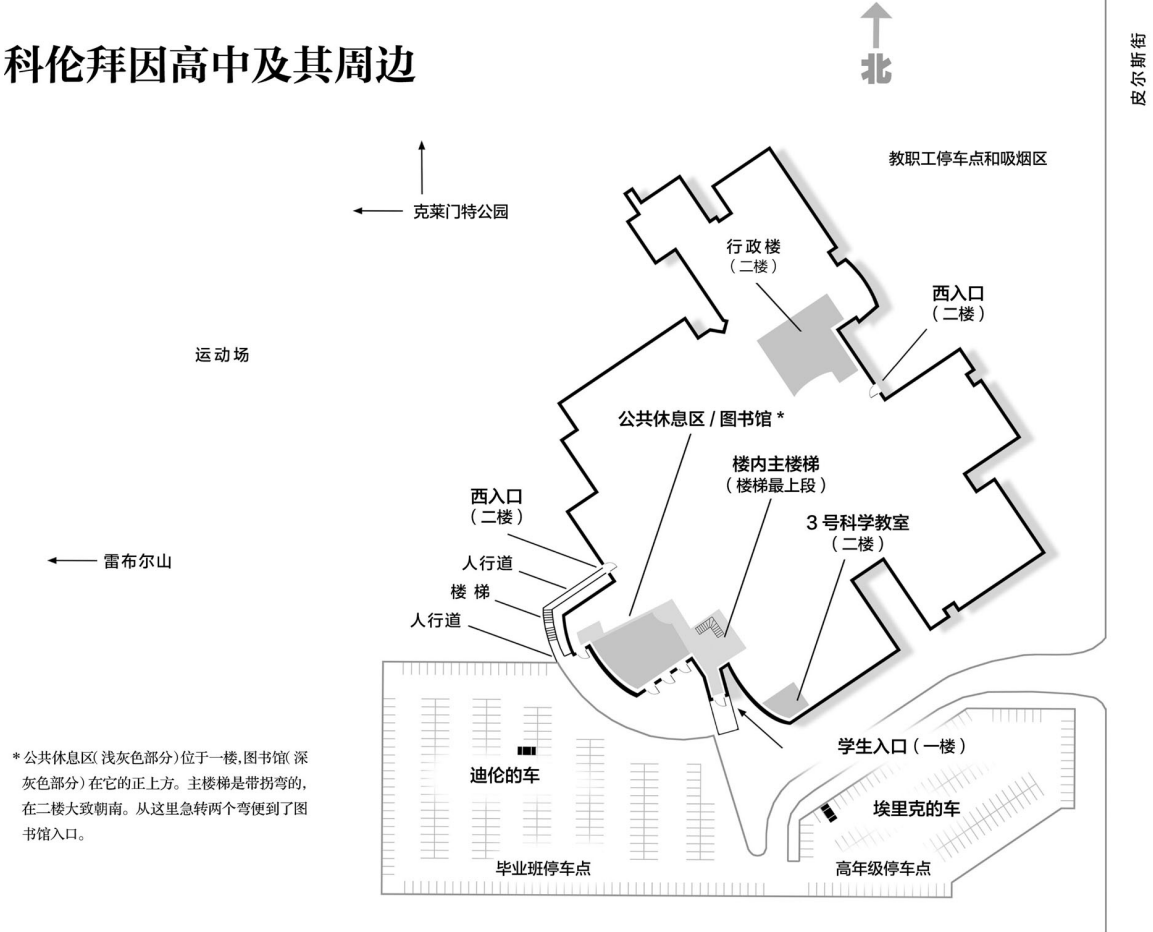 科伦拜因高中及其周边
北
皮尔斯街
教职工停车点和吸烟区
克莱门特公园
行政楼
（二楼）
西入口
（二楼）
运动场
公共休息区 / 图书馆 *
楼内主楼梯
（楼梯最上段）
西入口
（二楼）
3 号科学教室
（二楼）
雷布尔山
人行道
楼 梯
人行道
学生入口（一楼）
*公共休息区（浅灰色部分）位于一楼，图书馆（深
灰色部分）在它的正上方。主楼梯是带拐弯的，
在二楼大致朝南。从这里急转两个弯便到了图
书馆入口。
迪伦的车
埃里克的车
毕业班停车点
高年级停车点